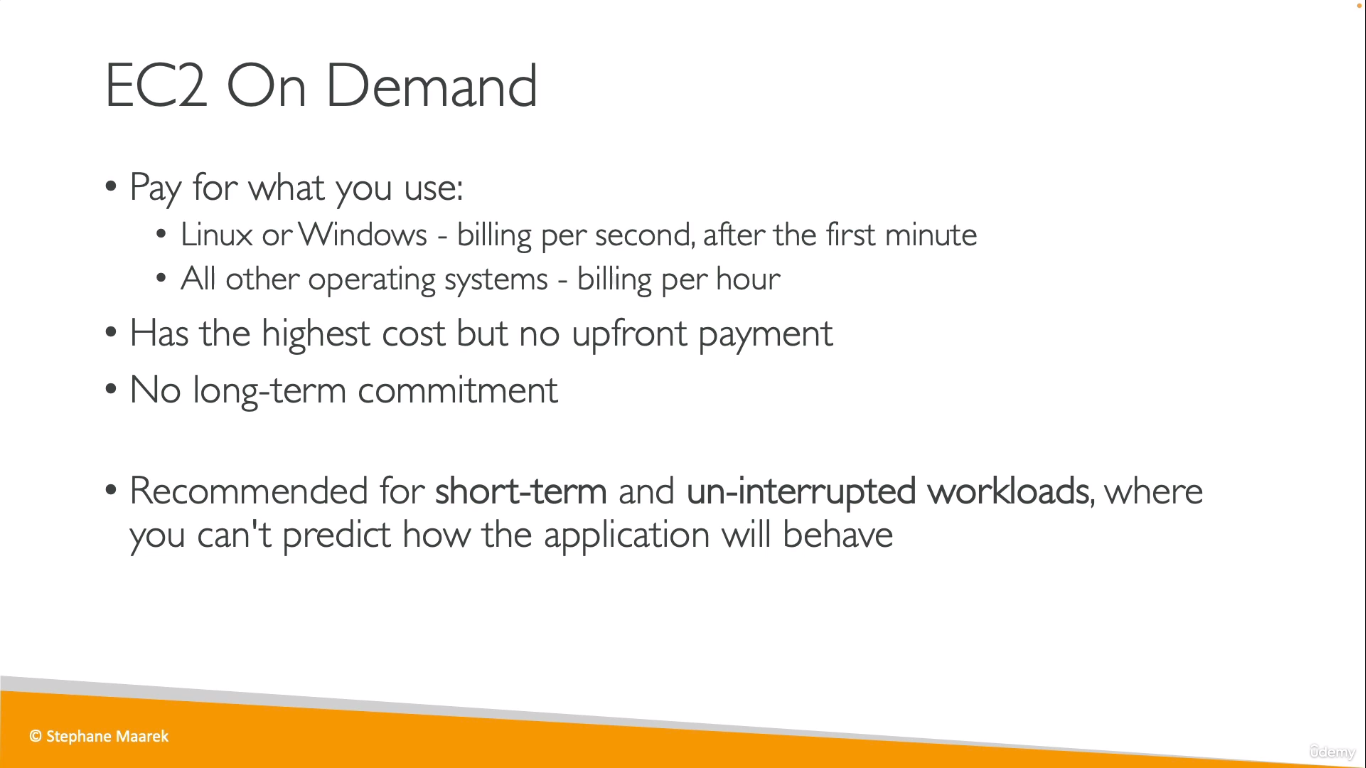 EC2 On Demand
• Pay for what you use:
• Linux or Windows - billing per second, after the first minute
• All other operating systems - billing per hour
• Has the highest cost but no upfront payment
• No long-term commitment
• Recommended for short-term and un-interrupted workloads, where
you can't predict how the application will behave
© Stephane Maarek
ûdemy